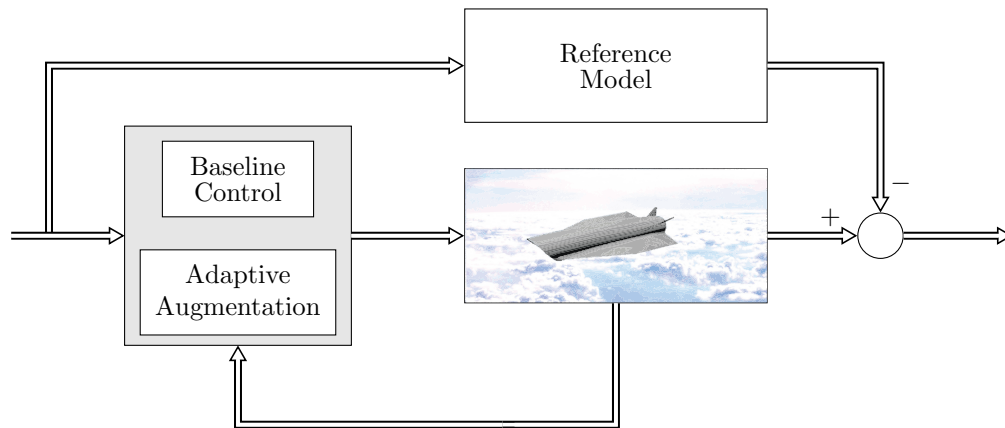 Reference
Model
Baseline
Control
−
+
Adaptive
Augmentation